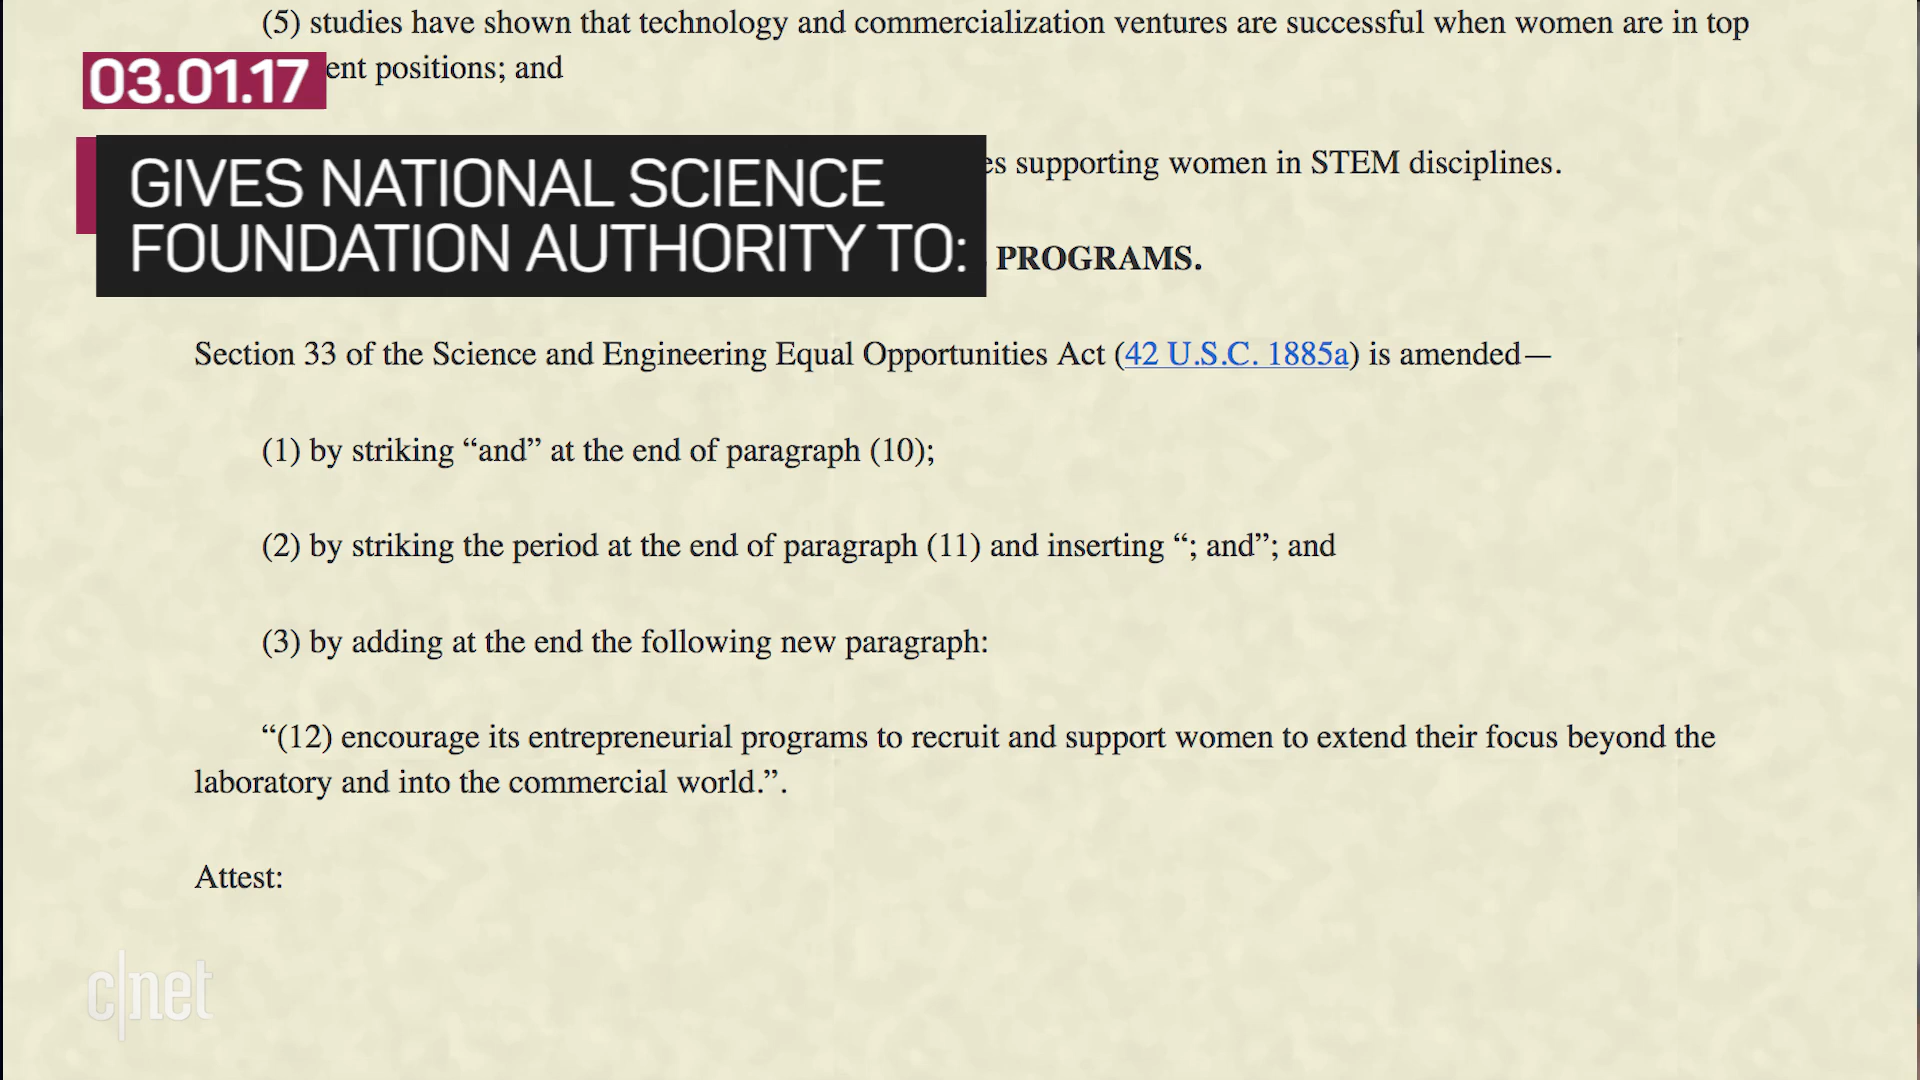 (5) studies have shown that technology and commercialization ventures are successful when women are in top
03.01.17
ent positions; and
GIVES NATIONAL SCIENCE
FOUNDATION AUTHORITY TO:
supporting women in STEM disciplines.
PROGRAMS.
Section 33 of the Science and Engineering Equal Opportunities Act (42 U.S.C. 1885a) is amended—
(1) by striking “and” at the end of paragraph (10);
(2) by striking the period at the end of paragraph (11) and inserting “; and”; and
(3) by adding at the end the following new paragraph:
“(12) encourage its entrepreneurial programs to recruit and support women to extend their focus beyond the
laboratory and into the commercial world.”.
Attest:
c|net